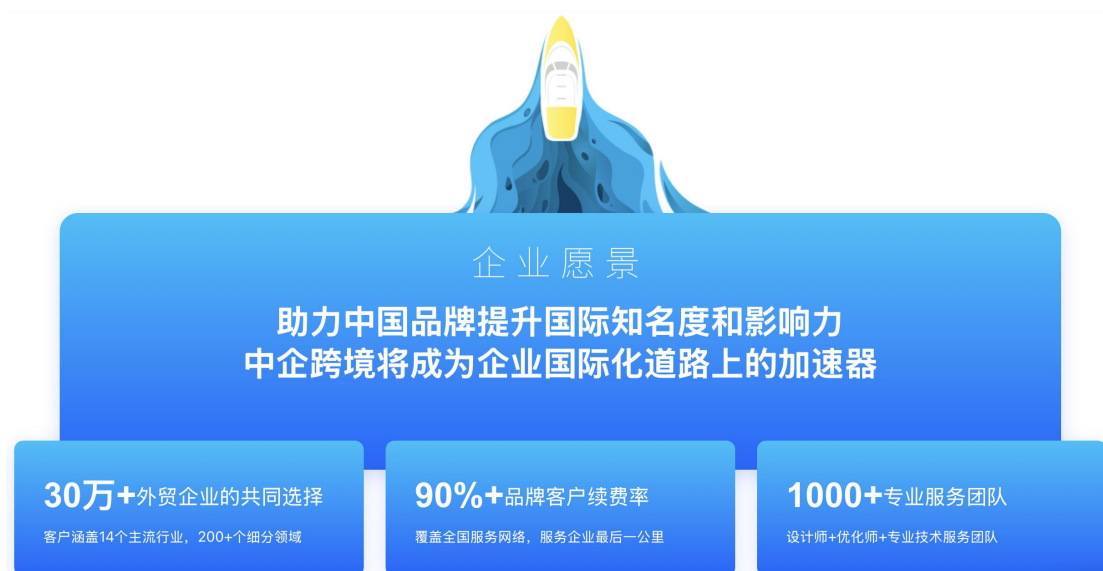 企业愿景
助力中国品牌提升国际知名度和影响力
中企跨境将成为企业国际化道路上的加速器
30万+外贸企业的共同选择
客户涵盖14个主流行业，200+个细分领域
90%+品牌客户续费率
覆盖全国服务网络，服务企业最后一公里
1000+专业服务团队
设计师+优化师+专业技术服务团队